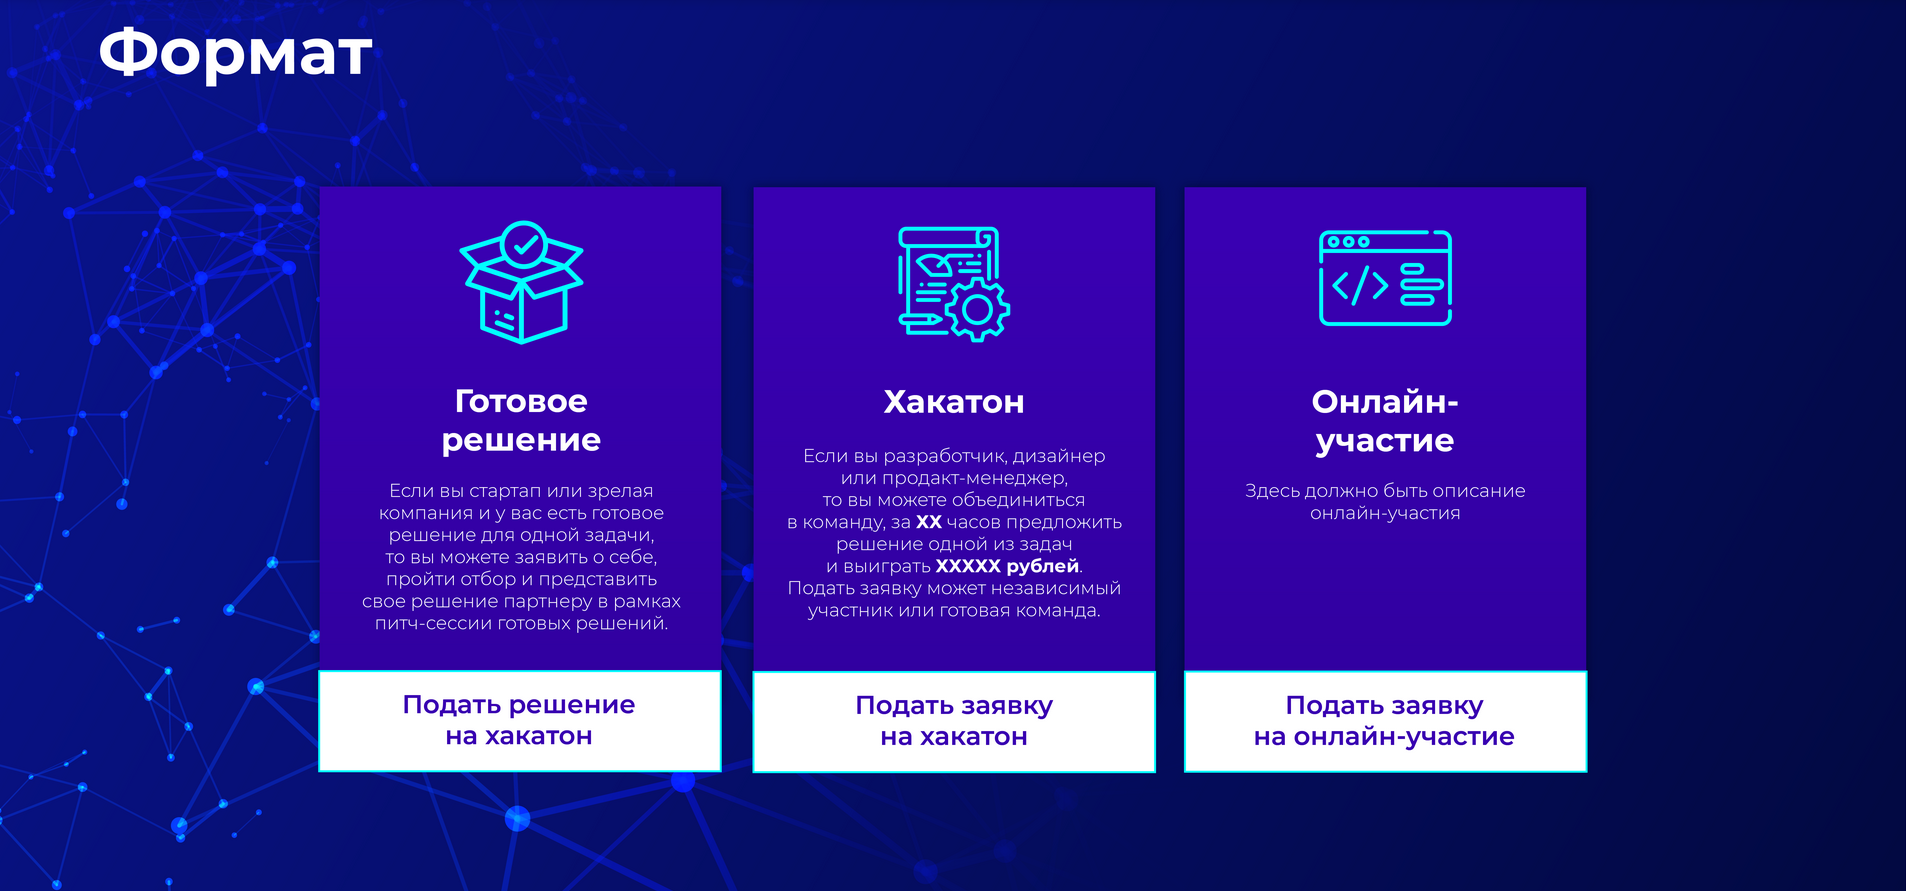 Формат
Готовое
решение
Если вы стартап или зрелая
компания и у вас есть готовое
решение для одной задачи,
то вы можете заявить о себе,
пройти отбор и представить
свое решение партнеру в рамках
питч-сессии готовых решений.
Подать решение
на хакатон
Хакатон
Если вы разработчик, дизайнер
или продакт-менеджер,
то вы можете объединиться
в команду, за XX часов предложить
решение одной из задач
и выиграть XXXXX рублей.
Подать заявку может независимый
участник или готовая команда.
Подать заявку
на хакатон
Онлайн-
участие
Здесь должно быть описание
онлайн-участия
Подать заявку
на онлайн-участие